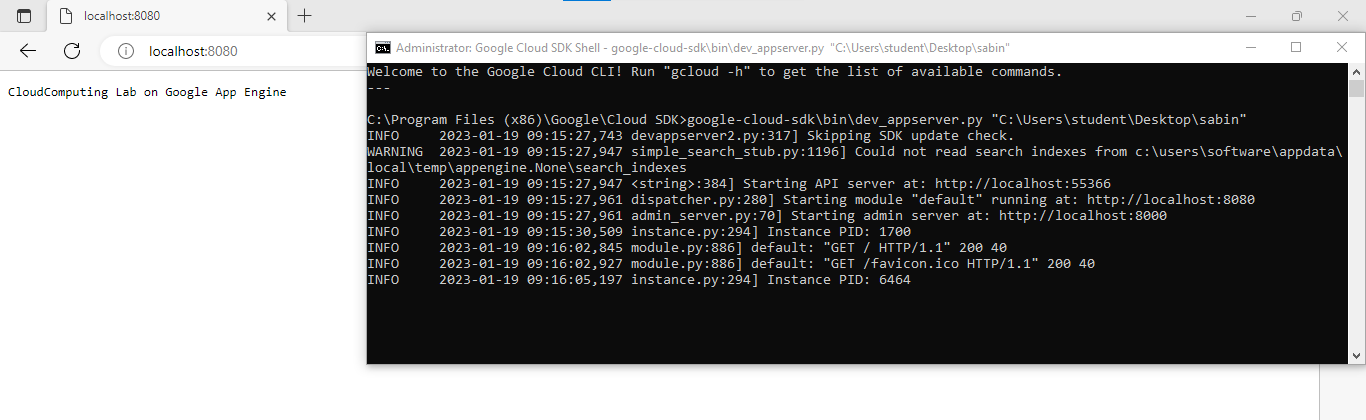 localhost:8080
localhost:8080
CloudComputing Lab on Google App Engine
Administrator: Google Cloud SDK Shell - google-cloud-sdk\bin\dev_appserver.py "C:\Users\student\Desktop\sabin"
Welcome to the Google Cloud CLI! Run "gcloud -h" to get the list of available commands.
---
C:\Program Files (x86)\Google\Cloud SDK>google-cloud-sdk\bin\dev_appserver.py "C:\Users\student\Desktop\sabin"
INFO     2023-01-19 09:15:27,743 devappserver2.py:317] Skipping SDK update check.
WARNING  2023-01-19 09:15:27,947 simple_search_stub.py:1196] Could not read search indexes from c:\users\software\appdata\
local\temp\appengine.None\search_indexes
INFO     2023-01-19 09:15:27,947 <string>:384] Starting API server at: http://localhost:55366
INFO     2023-01-19 09:15:27,961 dispatcher.py:280] Starting module "default" running at: http://localhost:8080
INFO     2023-01-19 09:15:27,961 admin_server.py:70] Starting admin server at: http://localhost:8000
INFO     2023-01-19 09:15:30,509 instance.py:294] Instance PID: 1700
INFO     2023-01-19 09:16:02,845 module.py:886] default: "GET / HTTP/1.1" 200 40
INFO     2023-01-19 09:16:02,927 module.py:886] default: "GET /favicon.ico HTTP/1.1" 200 40
INFO     2023-01-19 09:16:05,197 instance.py:294] Instance PID: 6464